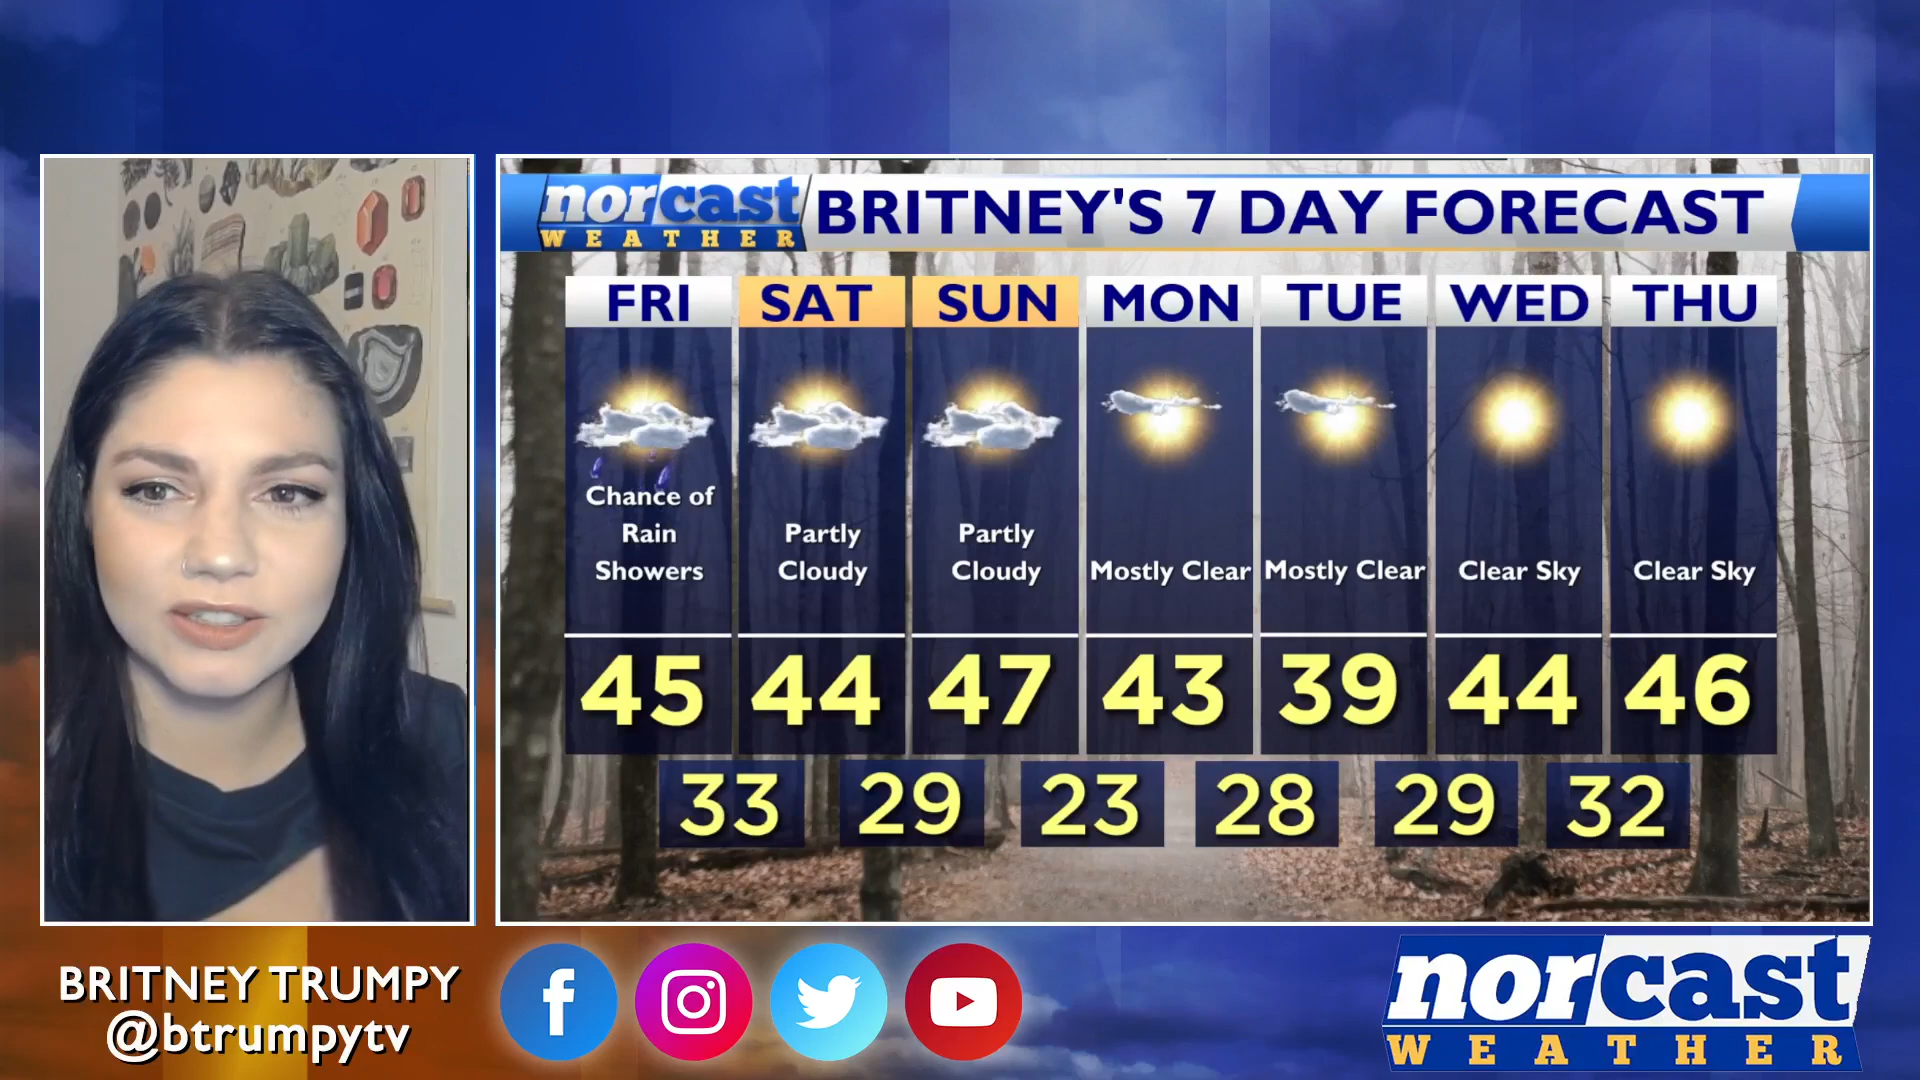 norcast
WEATHER
BRITNEY'S 7 DAY FORECAST
FRI
SAT
SUN
MON
TUE
WED
THU
Chance of
Rain
Showers
Partly
Cloudy
Partly
Cloudy
Mostly Clear
Mostly Clear
Clear Sky
Clear Sky
45
44
47
43
39
44
46
33
29
23
28
29
32
BRITNEY TRUMPY
@btrumpytv
f
norcast
WEATHER